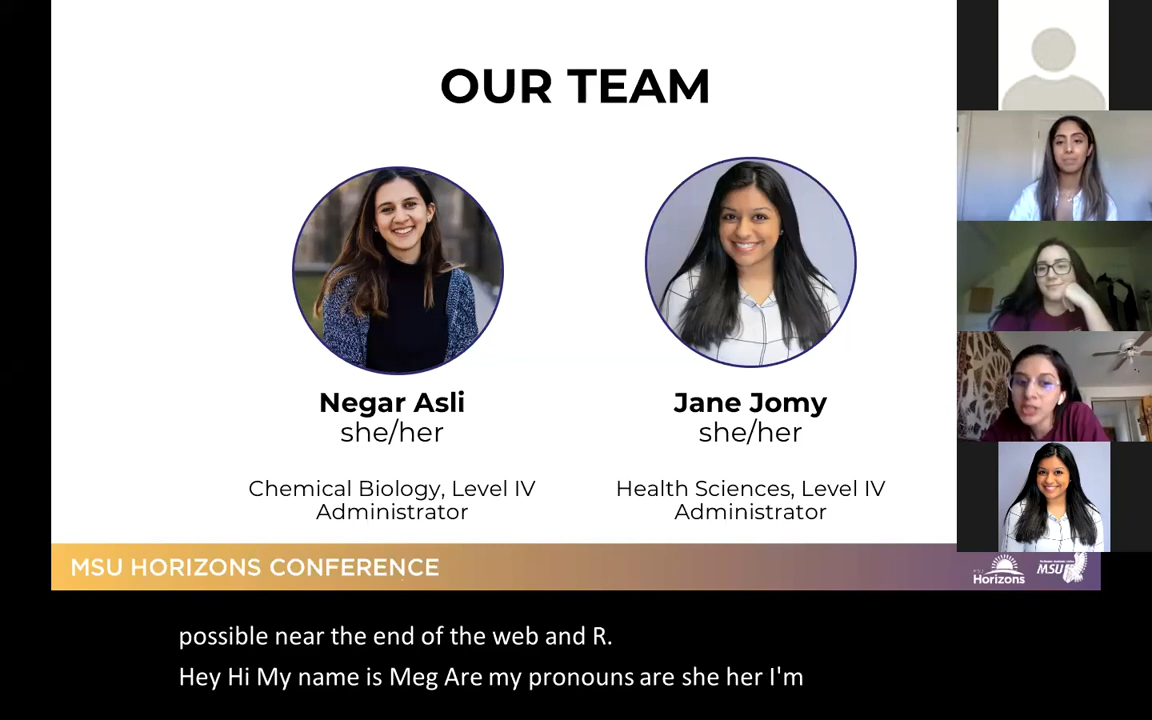 OUR TEAM
Negar Asli
she/her
Chemical Biology, Level IV
Administrator
Jane Jomy
she/her
Health Sciences, Level IV
Administrator
MSU HORIZONS CONFERENCE
Horizons
MSU
possible near the end of the web and R.
Hey Hi My name is Meg Are my pronouns are she her I'm